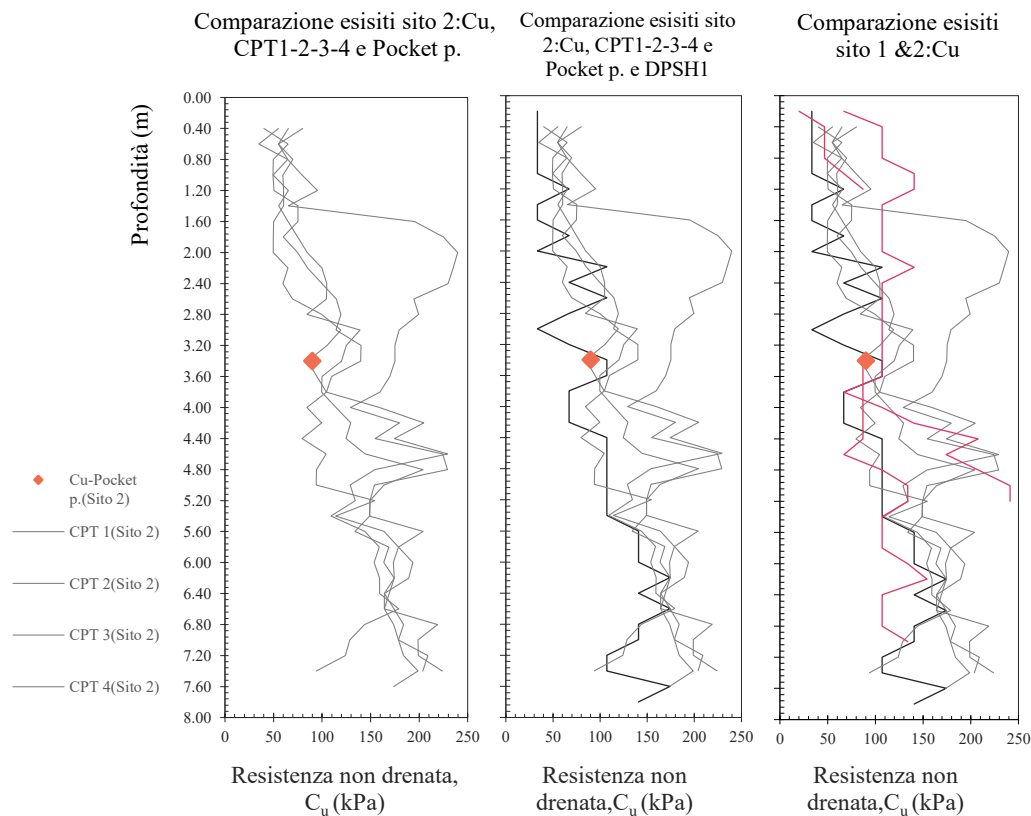 Comparazione esisiti sito 2:Cu,
CPT1-2-3-4 e Pocket p.
Comparazione esisiti sito
2:Cu, CPT1-2-3-4 e
Pocket p. e DPSH1
Comparazione esisiti
sito 1 &2:Cu
Profondità (m)
0.00
0.40
0.80
1.20
1.60
2.00
2.40
2.80
3.20
3.60
4.00
4.40
4.80
5.20
5.60
6.00
6.40
6.80
7.20
7.60
8.00
Cu-Pocket
p.(Sito 2)
CPT 1(Sito 2)
CPT 2(Sito 2)
CPT 3(Sito 2)
CPT 4(Sito 2)
0 50 100 150 200 250
0 50 100 150 200 250
0 50 100 150 200 250
Resistenza non drenata,
Cu (kPa)
Resistenza non
drenata,Cu (kPa)
Resistenza non
drenata,Cu (kPa)